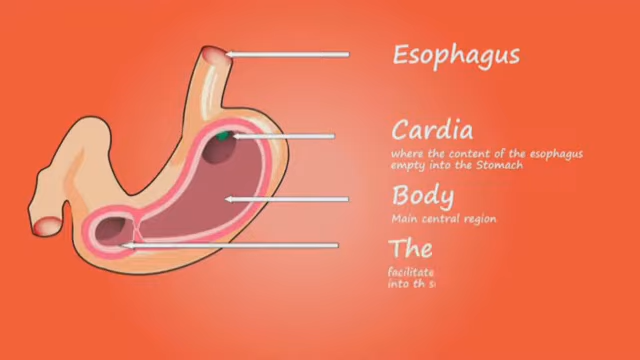 Esophagus
Cardia
where the content of the esophagus
empty into the Stomach
Body
Main central region
The
facilitate
into th s